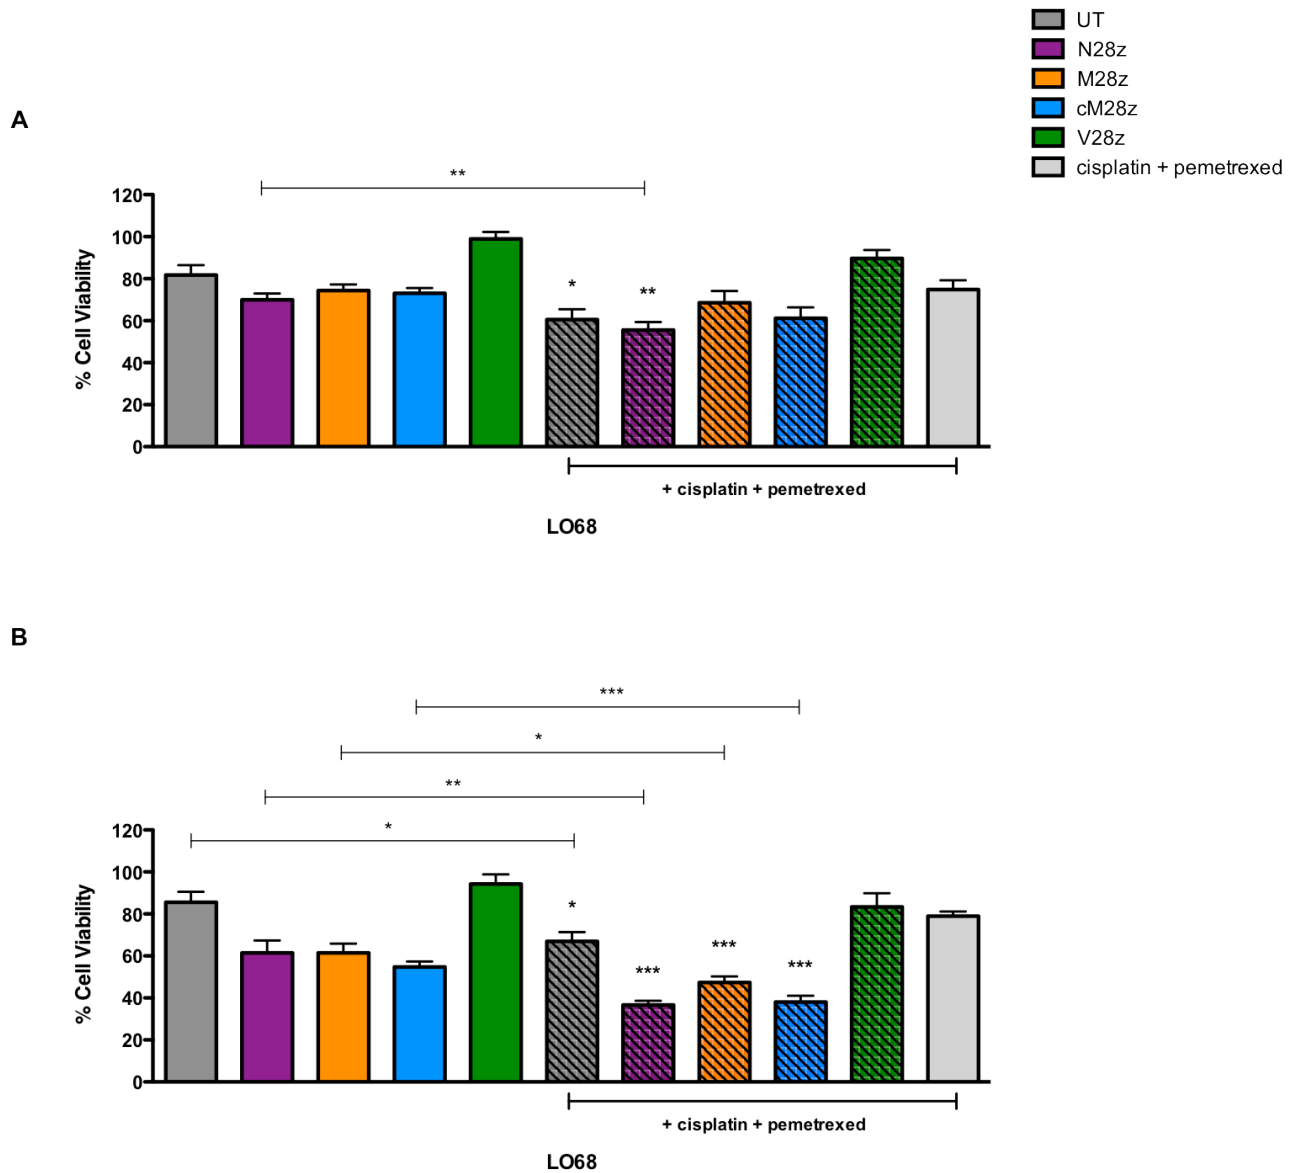 UT
N28z
M28z
cM28z
V28z
cisplatin + pemetrexed
A
**
120
100
80
60
40
20
0
% Cell Viability
*
**
+ cisplatin + pemetrexed
LO68
B
***
*
**
*
120
100
80
60
40
20
0
% Cell Viability
*
***
***
***
+ cisplatin + pemetrexed
LO68